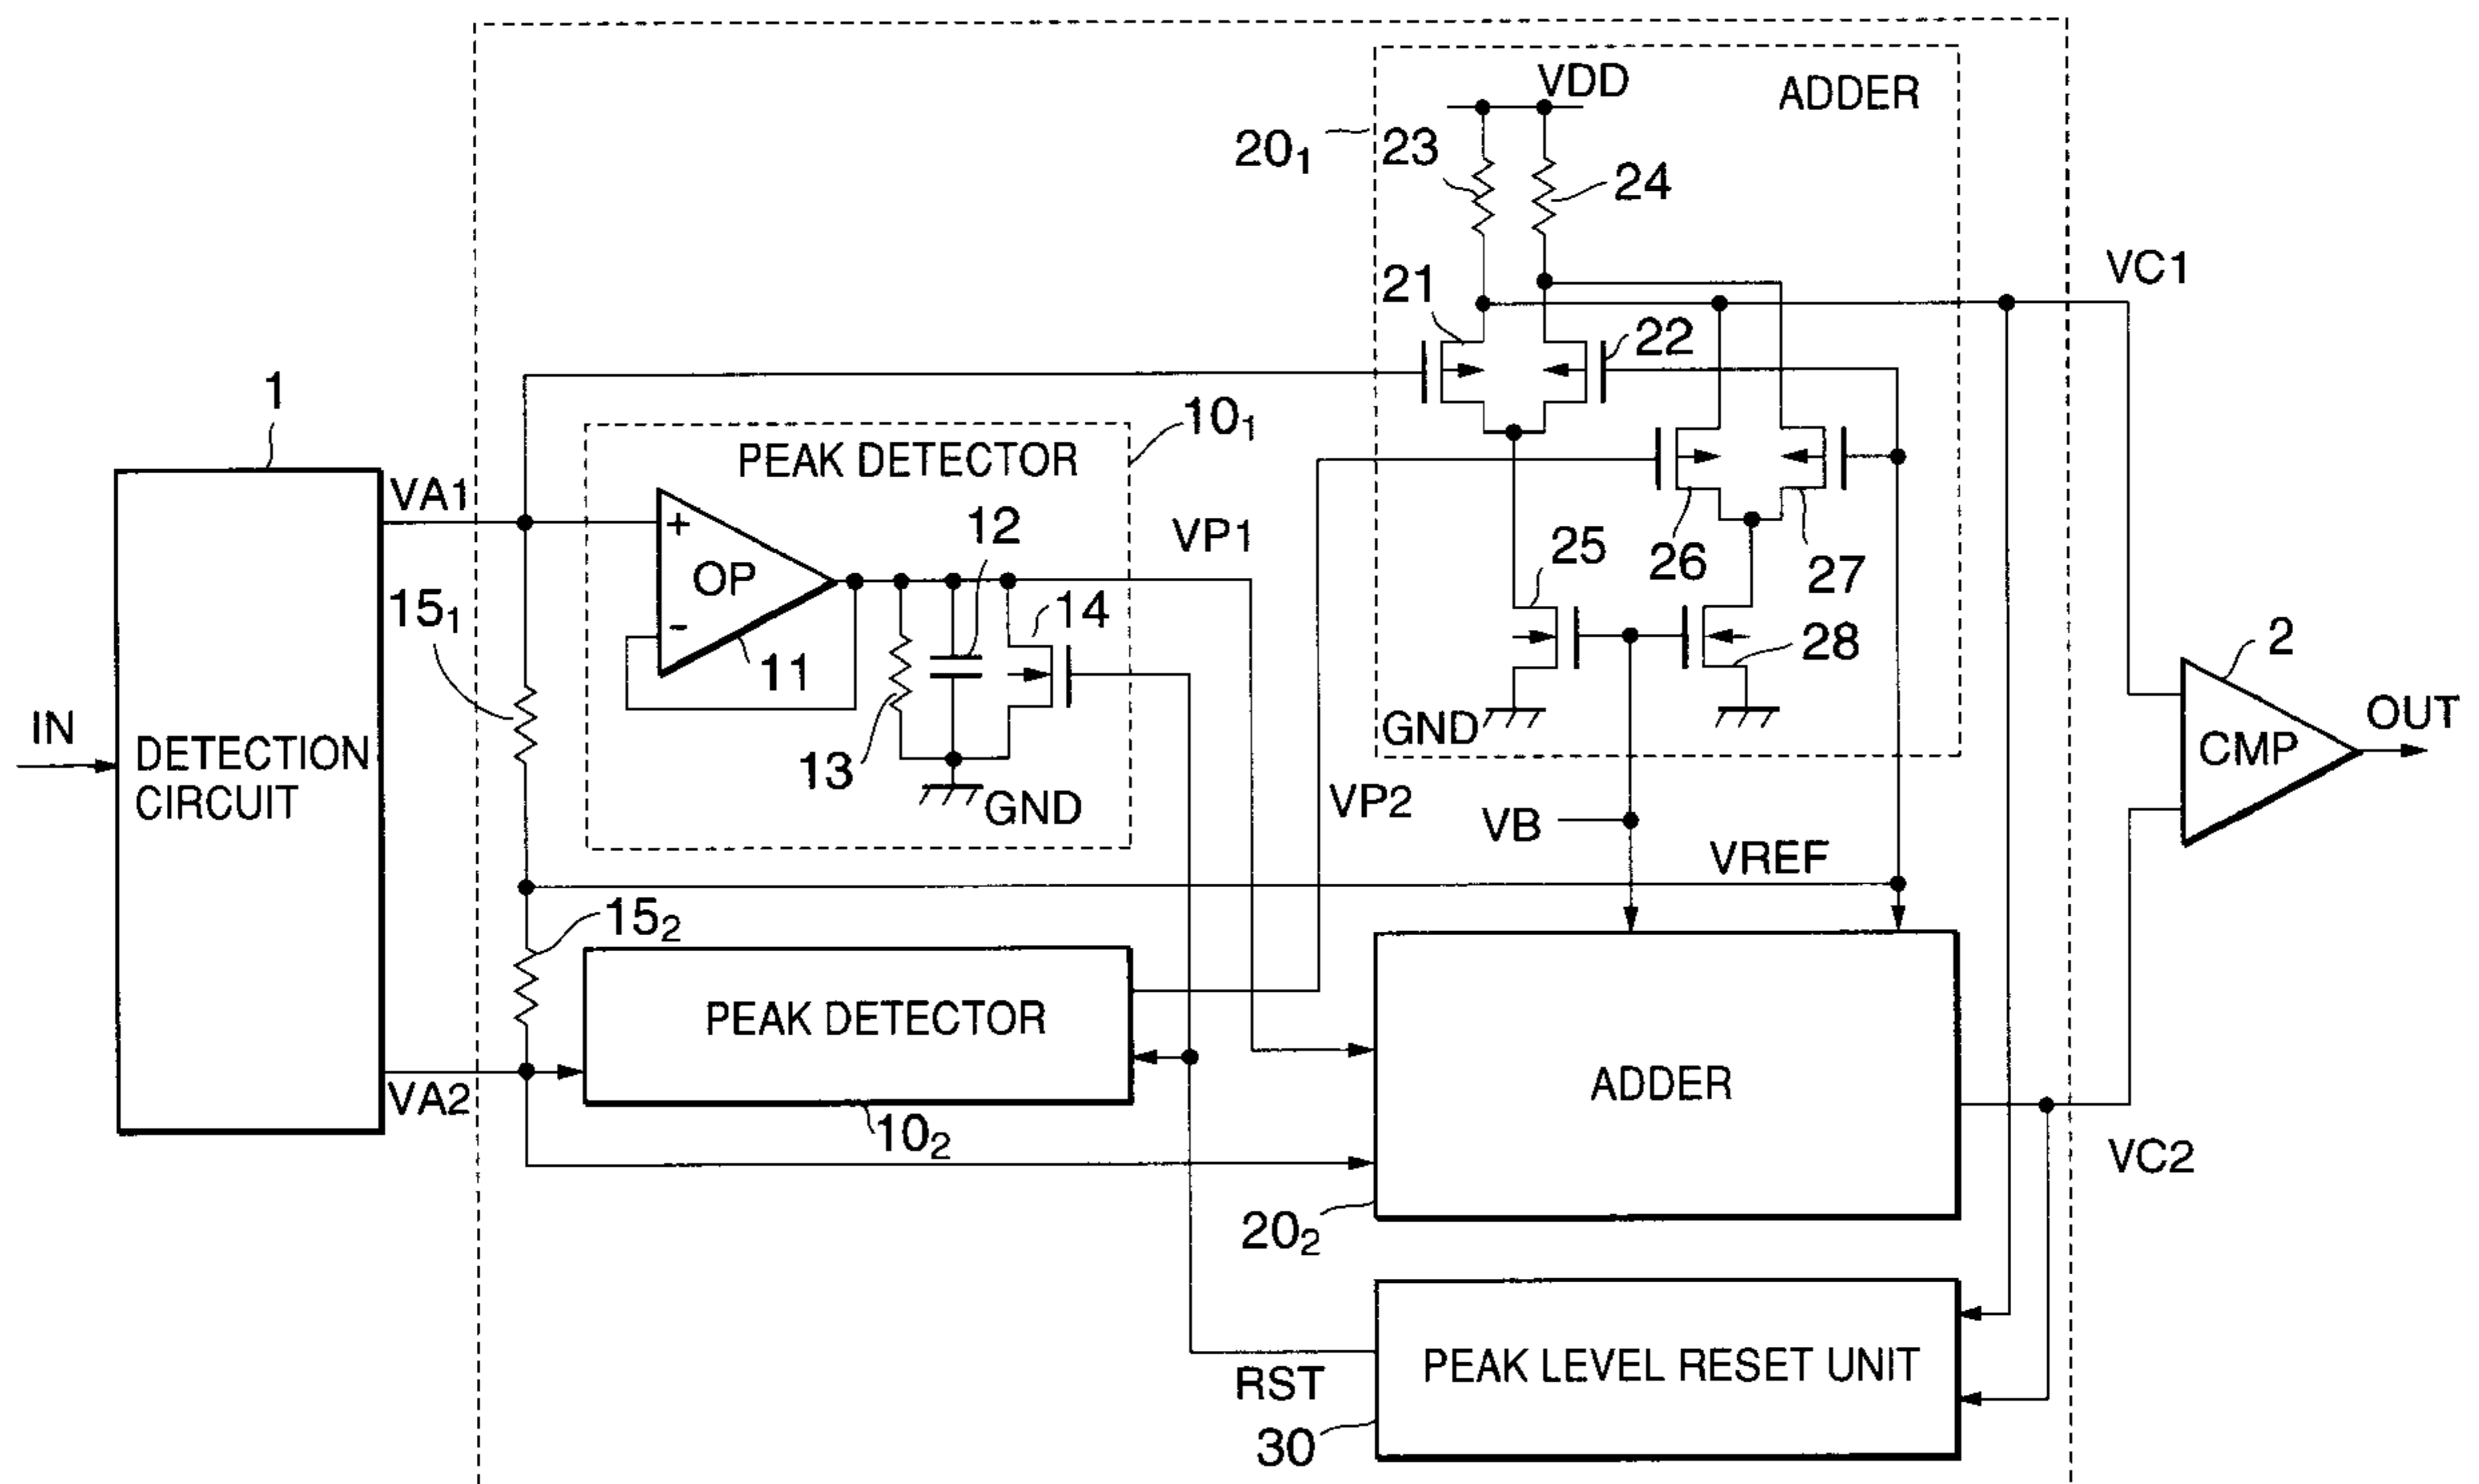 VDD
ADDER
20₁
23
24
VC1
21
22
1
10₁
PEAK DETECTOR
VA1
+
12
VP1
25
26
27
OP
15₁
-
14
28
2
11
IN
OUT
DETECTION
CIRCUIT
CMP
13
GND
GND
VP2
VB
VREF
15₂
PEAK DETECTOR
ADDER
VA2
10₂
VC2
20₂
PEAK LEVEL RESET UNIT
RST
30